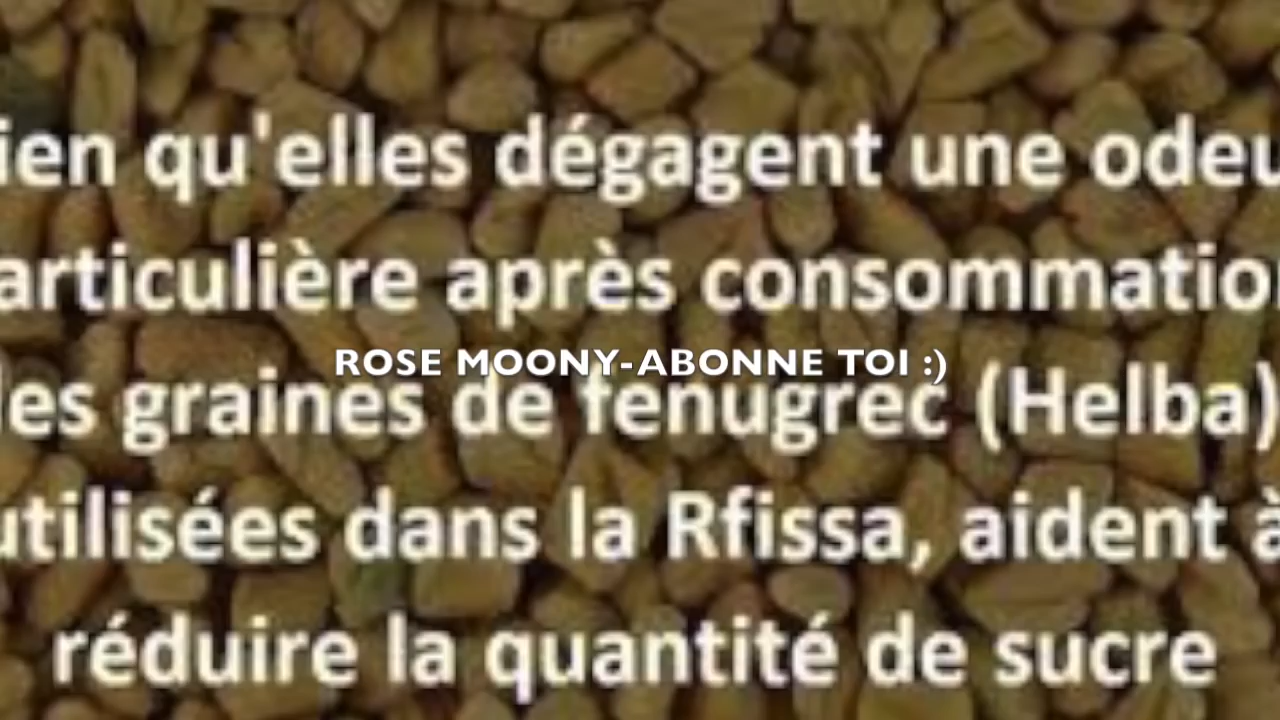 ien qu'elles dégagent une odeu
articulière après consommatio
ROSE MOONY-ABONNE TOI :)
les graines de fenugrec (Helba)
utilisées dans la Rfissa, aident à
réduire la quantité de sucre